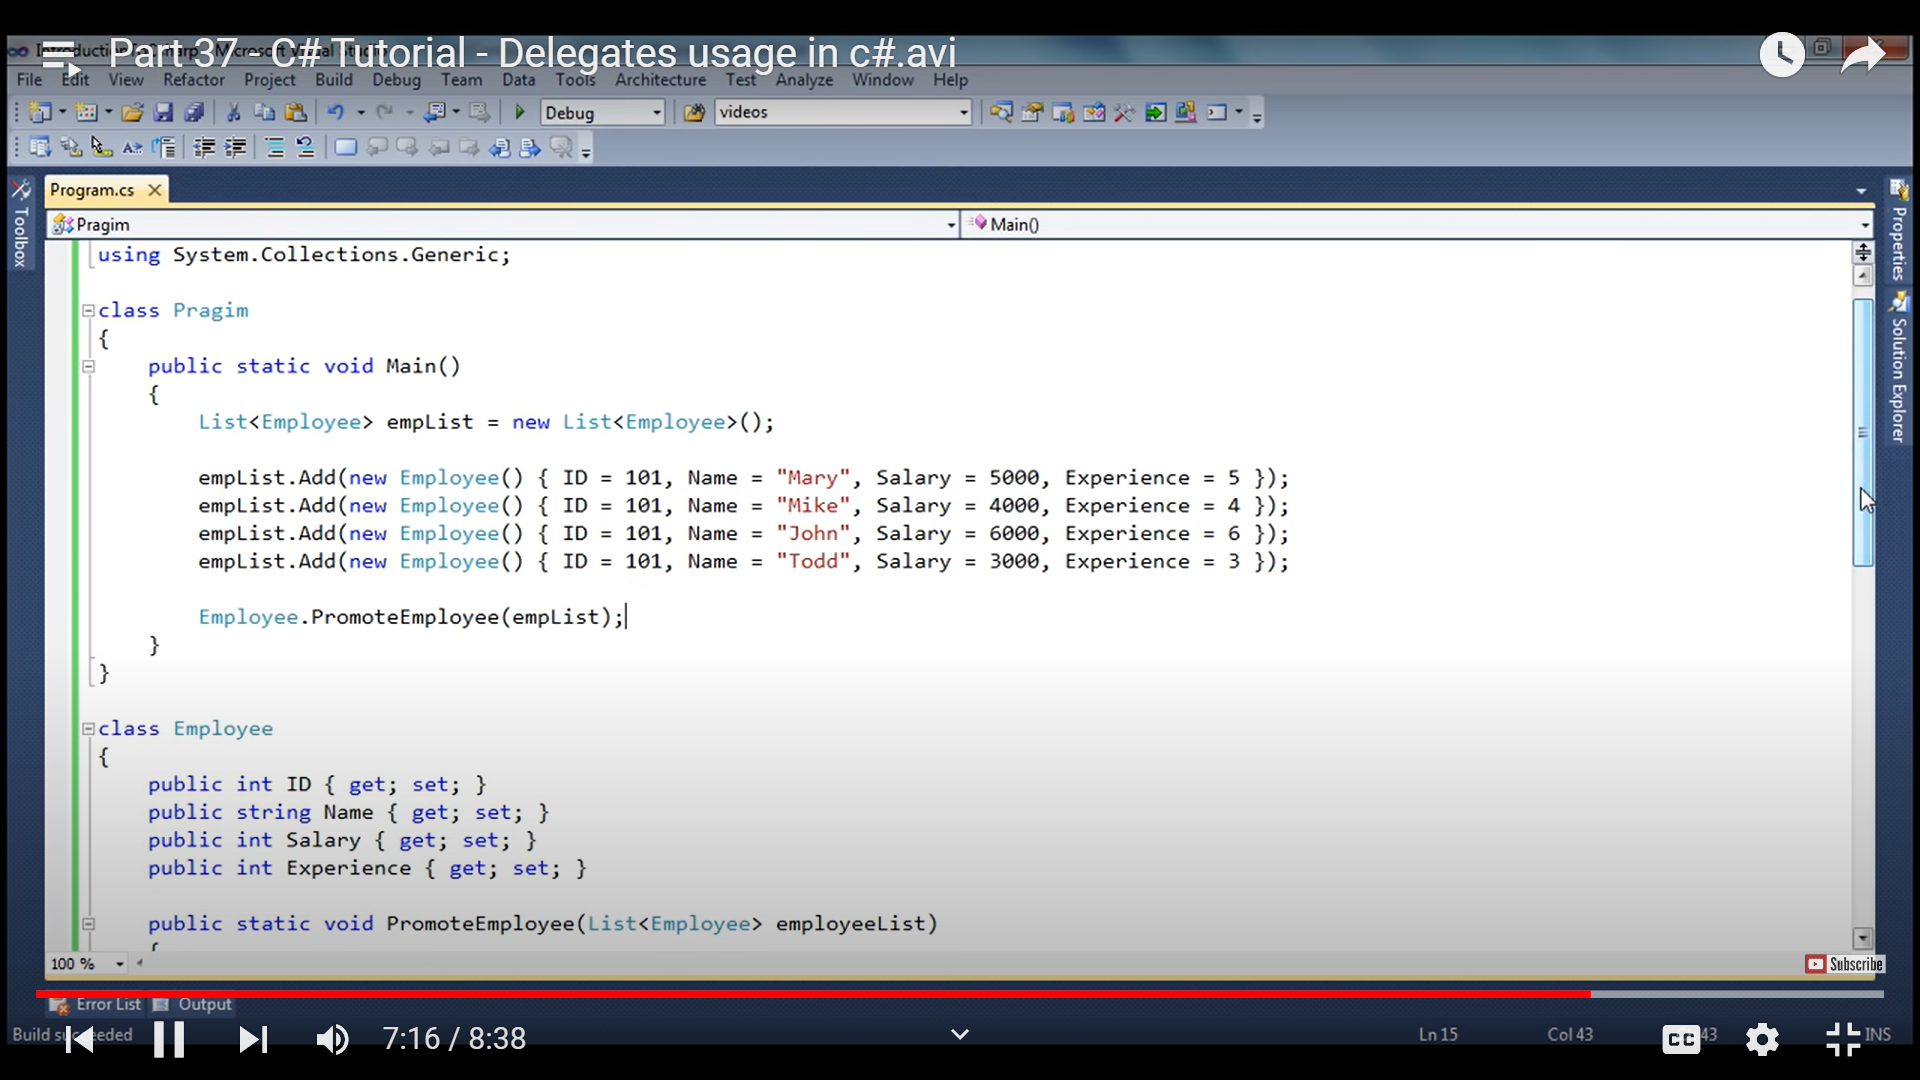 Part 37 - C# Tutorial - Delegates usage in c#.avi
File Edit View Refactor Project Build Debug Team Data Tools Architecture Test Analyze Window Help
Debug videos
Program.cs
Pragim Main()
Toolbox
Properties
Solution Explorer
using System.Collections.Generic;
class Pragim
{
public static void Main()
{
List<Employee> empList = new List<Employee>();
empList.Add(new Employee() { ID = 101, Name = "Mary", Salary = 5000, Experience = 5 });
empList.Add(new Employee() { ID = 101, Name = "Mike", Salary = 4000, Experience = 4 });
empList.Add(new Employee() { ID = 101, Name = "John", Salary = 6000, Experience = 6 });
empList.Add(new Employee() { ID = 101, Name = "Todd", Salary = 3000, Experience = 3 });
Employee.PromoteEmployee(empList);
}
}
class Employee
{
public int ID { get; set; }
public string Name { get; set; }
public int Salary { get; set; }
public int Experience { get; set; }
public static void PromoteEmployee(List<Employee> employeeList)
{
100 %
Subscribe
Error List Output
7:16 / 8:38
Ln 15 Col 43 CC INS